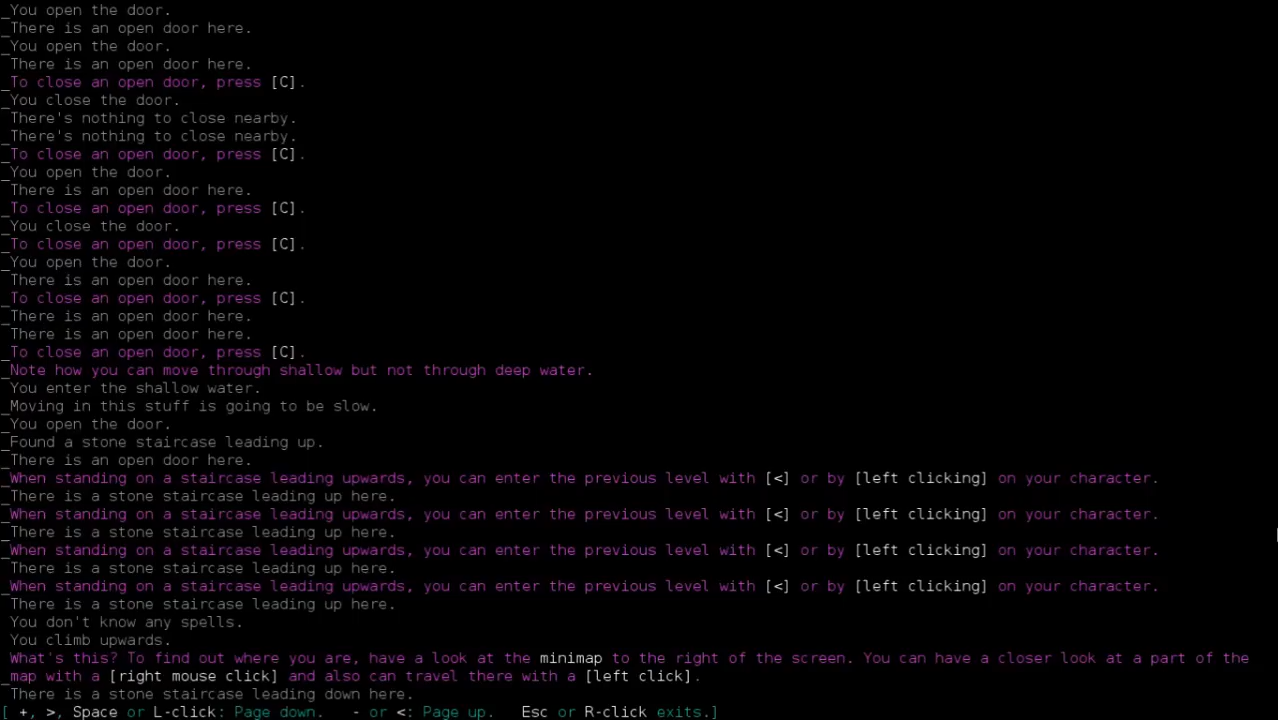 _You open the door.
_There is an open door here.
_You open the door.
_There is an open door here.
_To close an open door, press [C].
_You close the door.
 There's nothing to close nearby.
_There's nothing to close nearby.
_To close an open door, press [C].
_You open the door.
_There is an open door here.
_To close an open door, press [C].
_You close the door.
_To close an open door, press [C].
_You open the door.
_There is an open door here.
_To close an open door, press [C].
_There is an open door here.
_There is an open door here.
_To close an open door, press [C].
_Note how you can move through shallow but not through deep water.
 You enter the shallow water.
_Moving in this stuff is going to be slow.
_You open the door.
_Found a stone staircase leading up.
_There is an open door here.
_When standing on a staircase leading upwards, you can enter the previous level with [<] or by [left clicking] on your character.
_There is a stone staircase leading up here.
_When standing on a staircase leading upwards, you can enter the previous level with [<] or by [left clicking] on your character.
_There is a stone staircase leading up here.
_When standing on a staircase leading upwards, you can enter the previous level with [<] or by [left clicking] on your character.
_There is a stone staircase leading up here.
_When standing on a staircase leading upwards, you can enter the previous level with [<] or by [left clicking] on your character.
_There is a stone staircase leading up here.
 You don't know any spells.
 You climb upwards.
 What's this? To find out where you are, have a look at the minimap to the right of the screen. You can have a closer look at a part of the
_map with a [right mouse click] and also can travel there with a [left click].
 There is a stone staircase leading down here.
[ +, >, Space or L-click: Page down.   - or <: Page up.   Esc or R-click exits.]